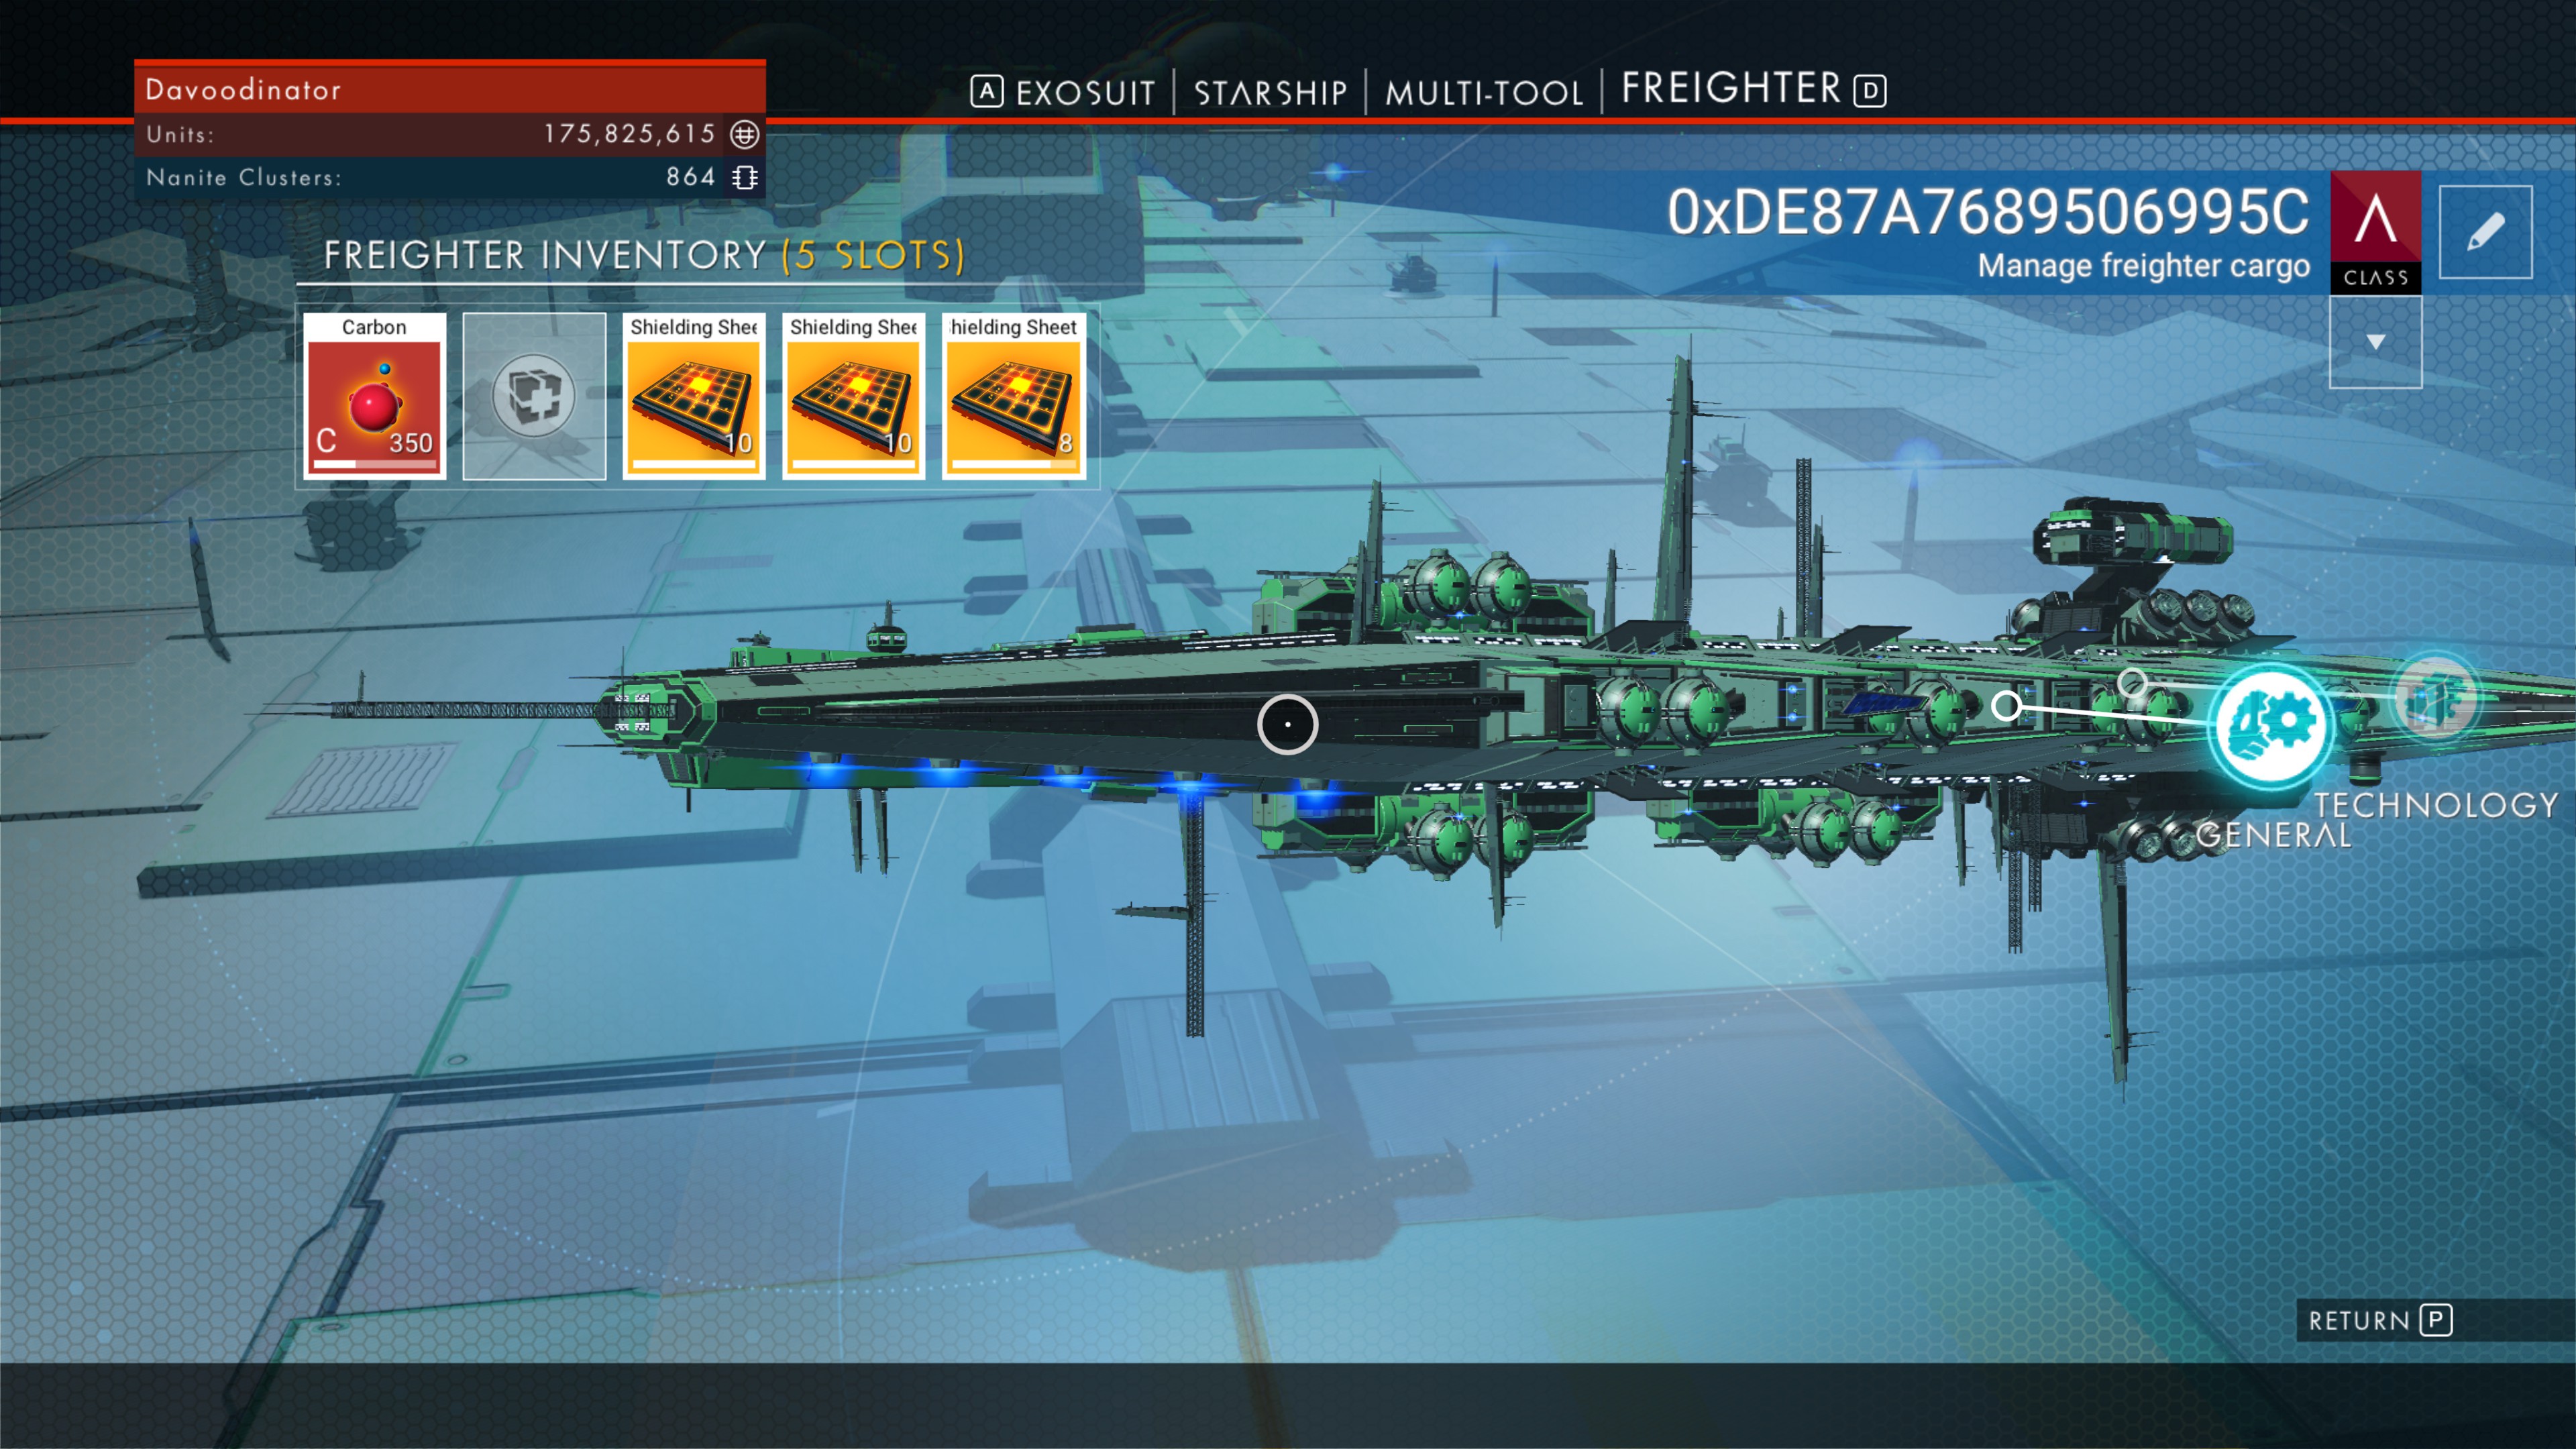 Davoodinator
Units: 175,825,615
Nanite Clusters: 864
A EXOSUIT STARSHIP MULTI-TOOL FREIGHTER D
0xDE87A7689506995C
Manage freighter cargo
CLASS
FREIGHTER INVENTORY (5 SLOTS)
Carbon
C 350
Shielding Shee
10
Shielding Shee
10
hielding Sheet
8
TECHNOLOGY
GENERAL
RETURN P